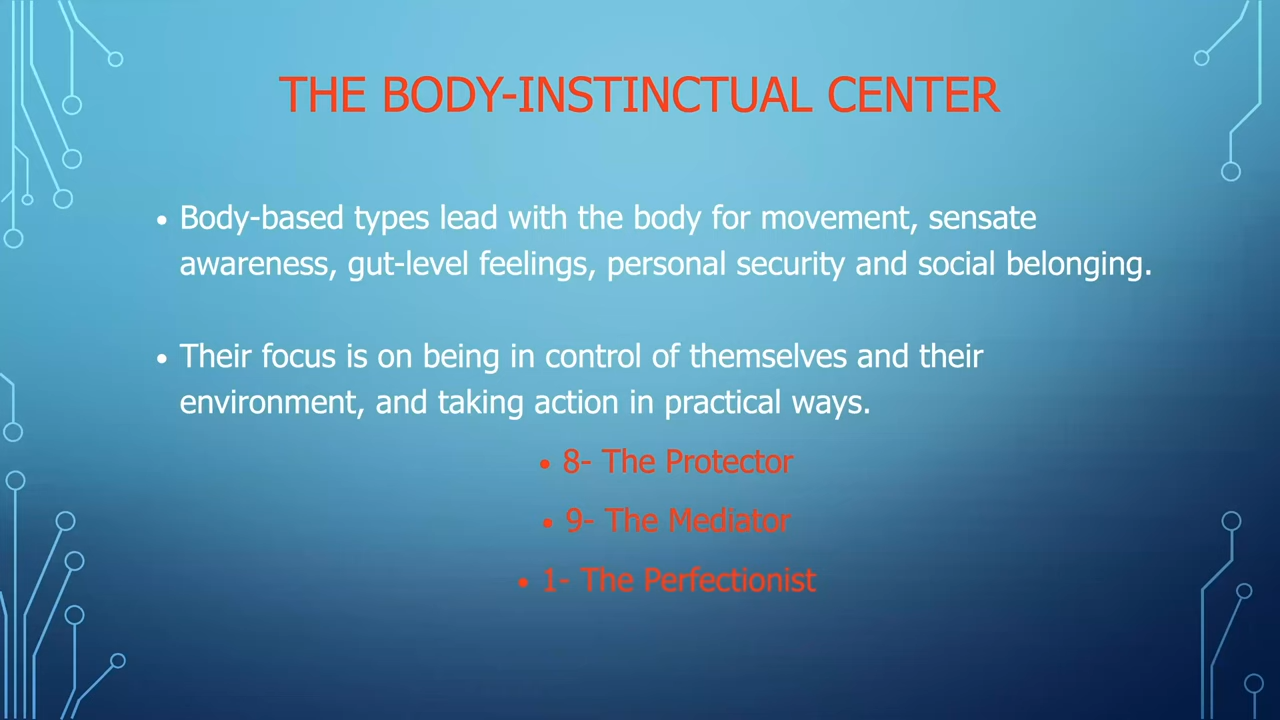 THE BODY-INSTINCTUAL CENTER
• Body-based types lead with the body for movement, sensate
awareness, gut-level feelings, personal security and social belonging.
• Their focus is on being in control of themselves and their
environment, and taking action in practical ways.
• 8- The Protector
• 9- The Mediator
• 1- The Perfectionist